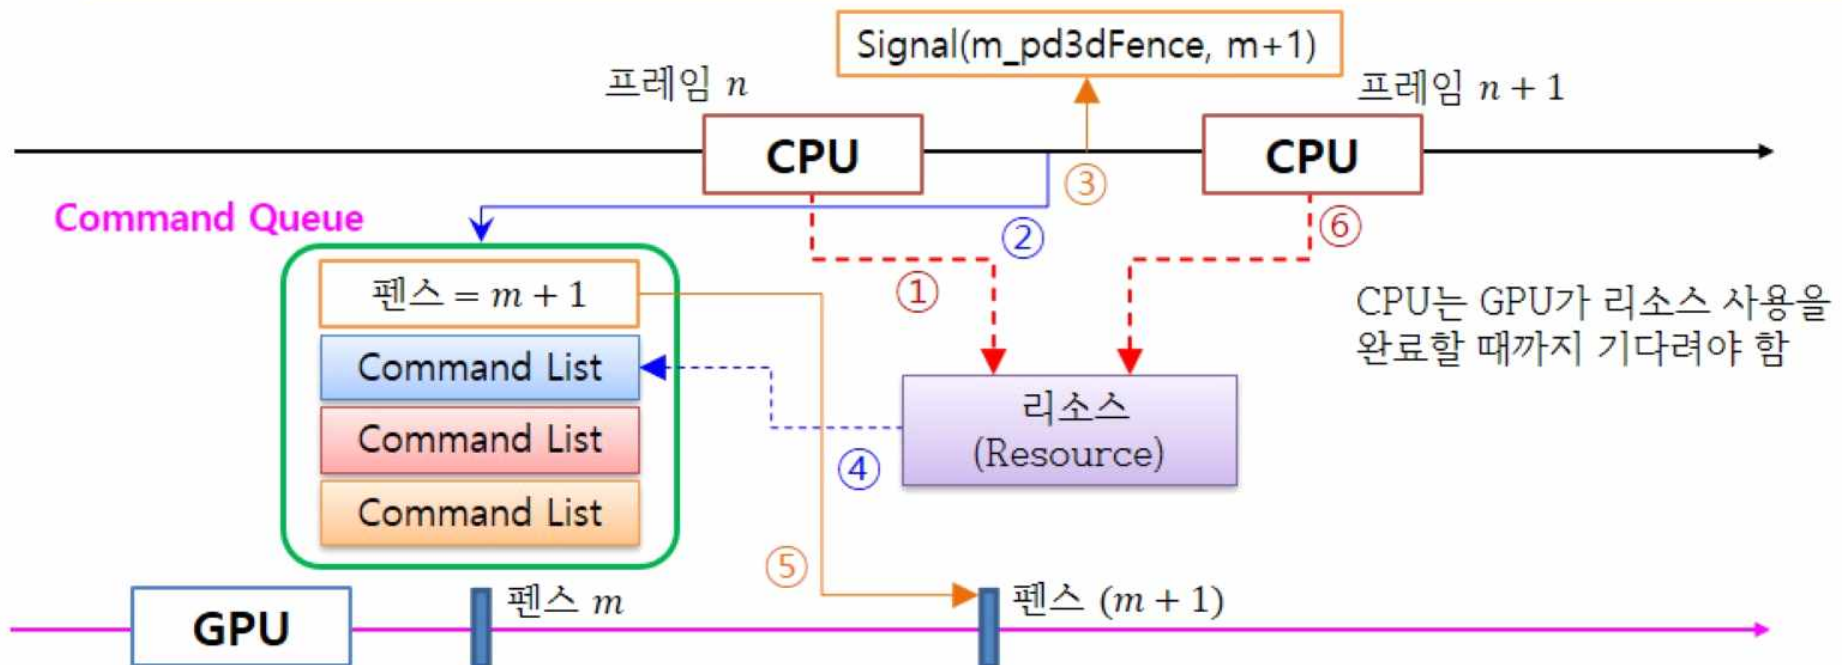 Signal(m_pd3dFence, m+1)
프레임 n
프레임 n + 1
CPU
CPU
③
Command Queue
②
⑥
①
펜스 = m + 1
CPU는 GPU가 리소스 사용을
완료할 때까지 기다려야 함
Command List
리소스
(Resource)
Command List
④
Command List
⑤
펜스 m
펜스 (m + 1)
GPU